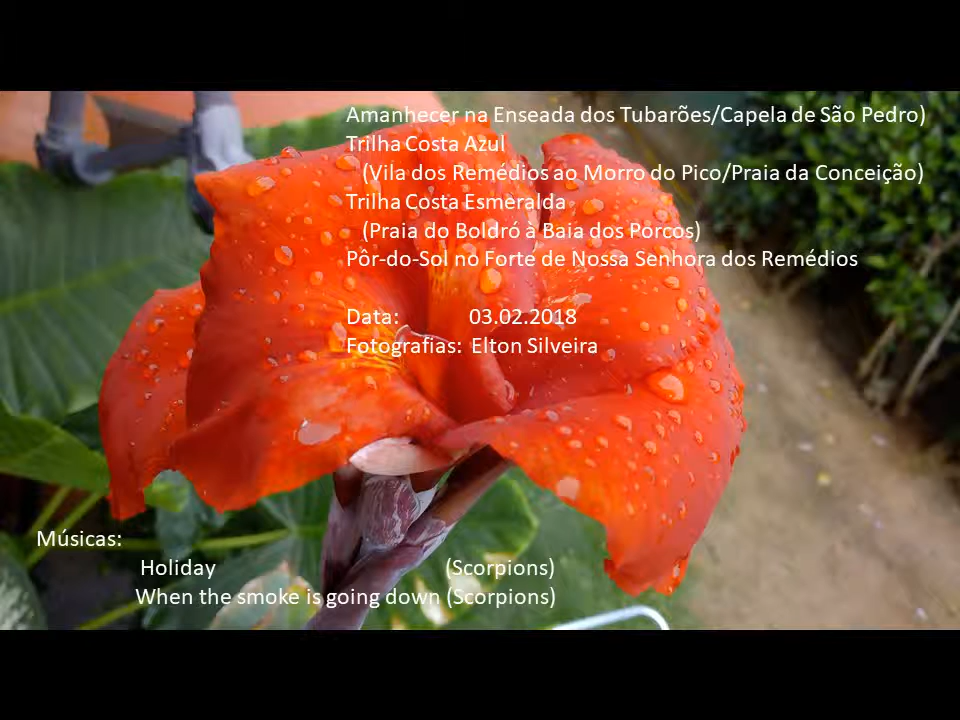 Amanhecer na Enseada dos Tubarões/Capela de São Pedro)
Trilha Costa Azul
(Vila dos Remédios ao Morro do Pico/Praia da Conceição)
Trilha Costa Esmeralda
(Praia do Boldró à Baia dos Porcos)
Pôr-do-Sol no Forte de Nossa Senhora dos Remédios
Data: 03.02.2018
Fotografias: Elton Silveira
Músicas:
Holiday (Scorpions)
When the smoke is going down (Scorpions)